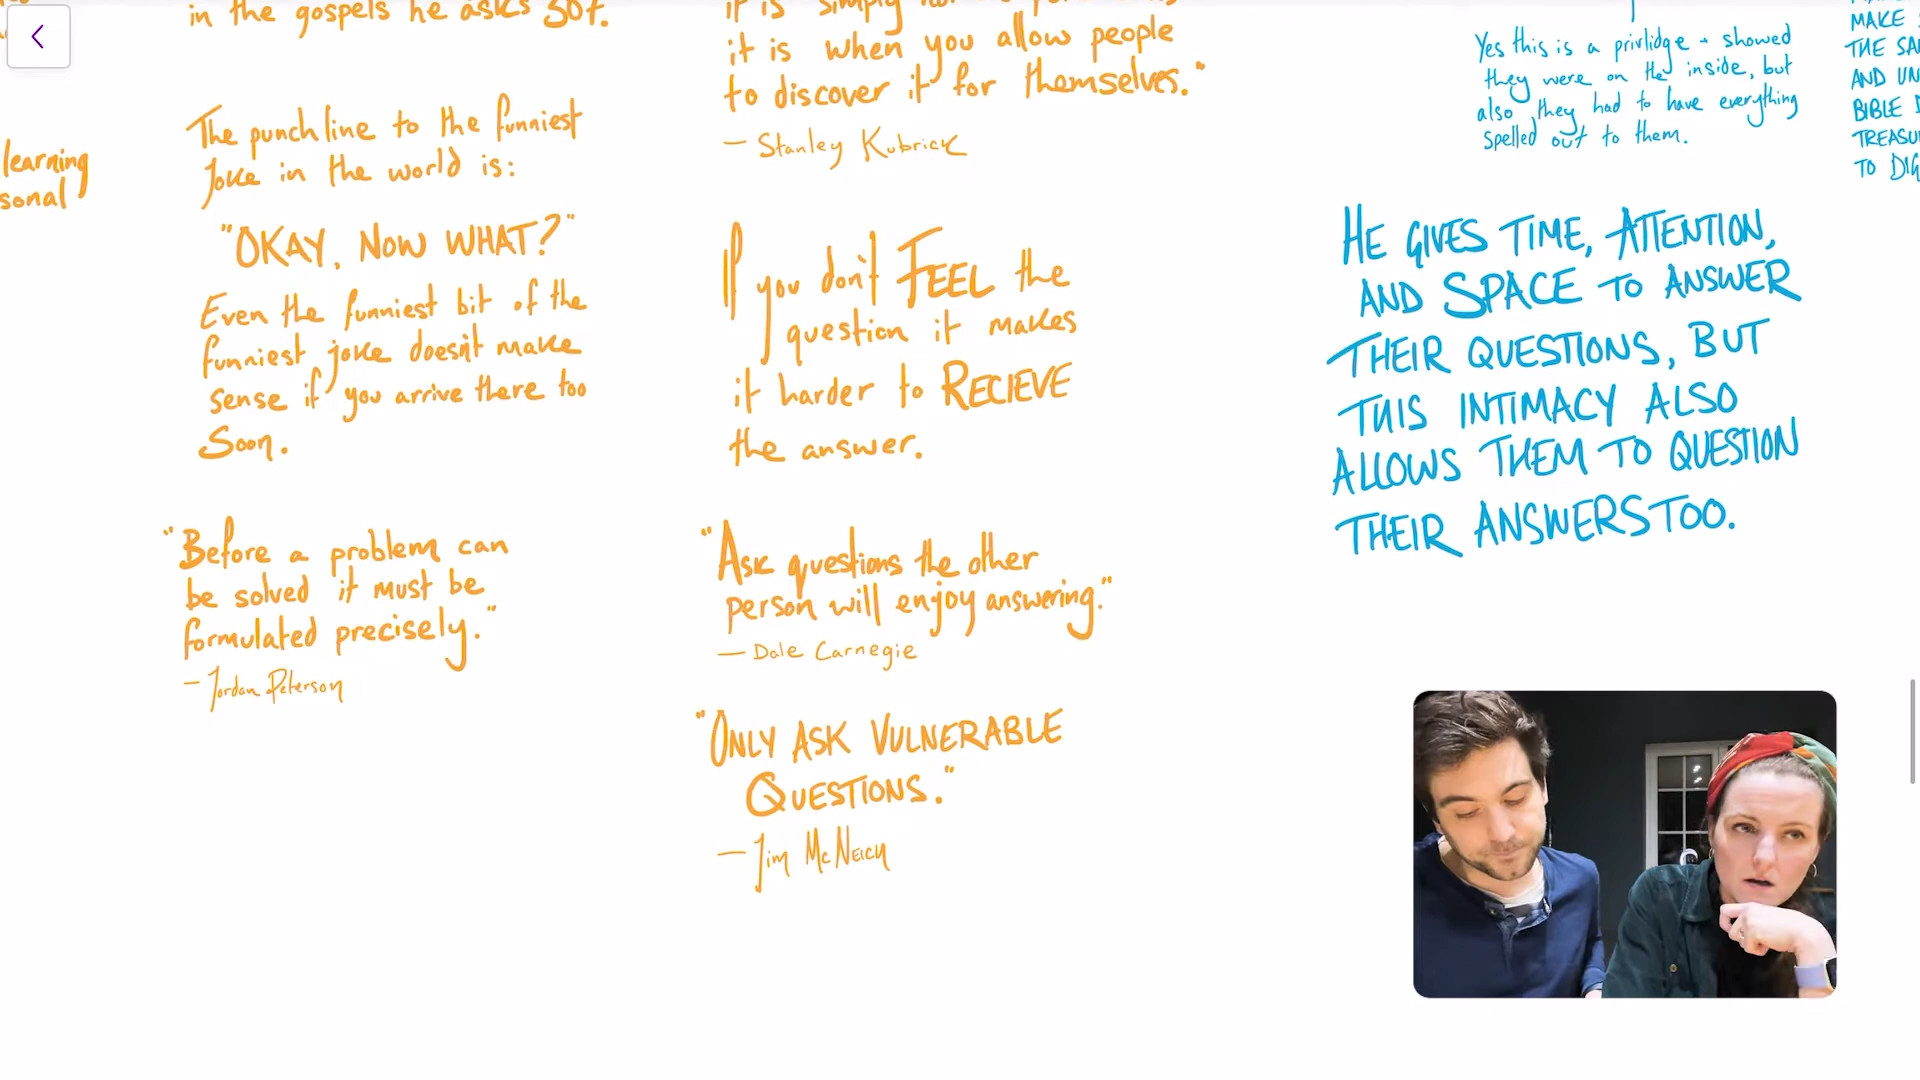 in the gospels he asks 307.
learning
sonal
The punchline to the funniest
Joke in the world is:
"OKAY, NOW WHAT?"
Even the funniest bit of the
funniest joke doesn't make
sense if you arrive there too
Soon.
"Before a problem can
be solved it must be
formulated precisely."
- Jordan Peterson
it is simply
it is when you allow people
to discover it for themselves."
- Stanley Kubrick
If you don't FEEL the
question it makes
it harder to RECIEVE
the answer.
"Ask questions the other
person will enjoy answering."
- Dale Carnegie
"ONLY ASK VULNERABLE
QUESTIONS."
- Jim McNeich
Yes this is a privlidge + showed
they were on the inside, but
also they had to have everything
spelled out to them.
HE GIVES TIME, ATTENTION,
AND SPACE TO ANSWER
THEIR QUESTIONS, BUT
THIS INTIMACY ALSO
ALLOWS THEM TO QUESTION
THEIR ANSWERS TOO.
MAKE
THE SA
AND UN
BIBLE
TREASU
TO DIG